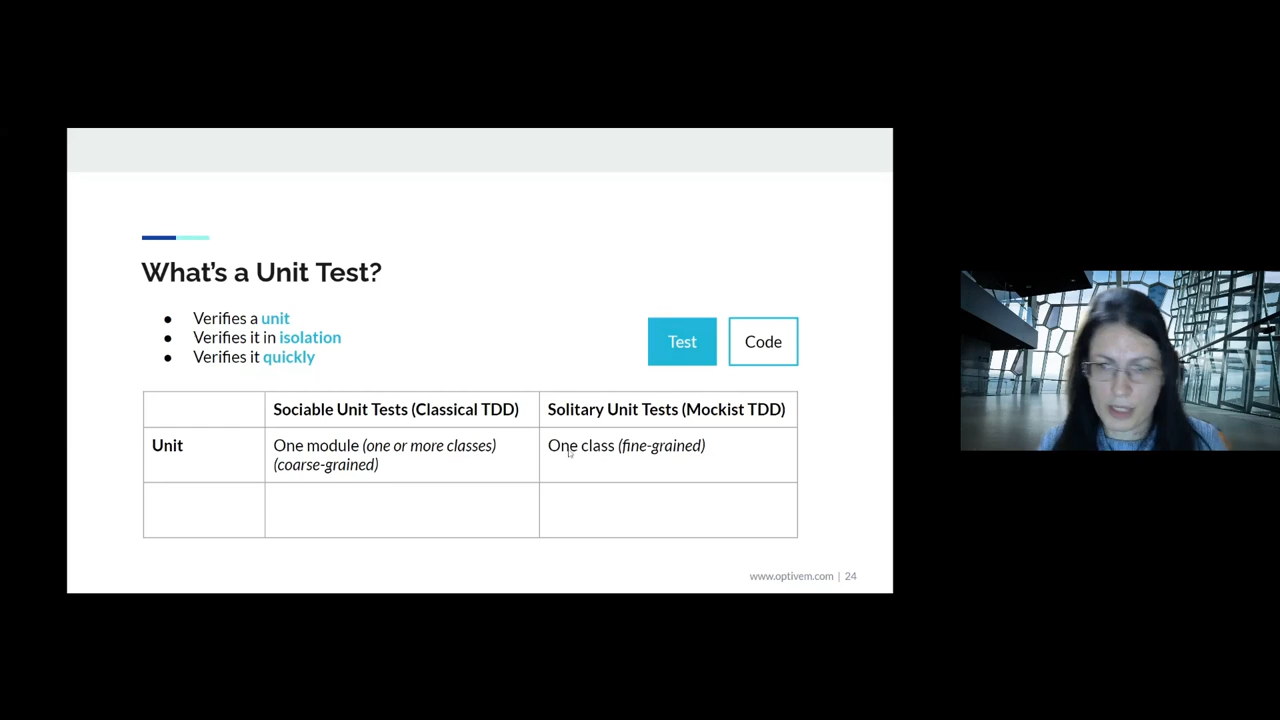 What's a Unit Test?
● Verifies a unit
● Verifies it in isolation
● Verifies it quickly
Test
Code
Sociable Unit Tests (Classical TDD)
Solitary Unit Tests (Mockist TDD)
Unit
One module (one or more classes)
(coarse-grained)
One class (fine-grained)
www.optivem.com | 24